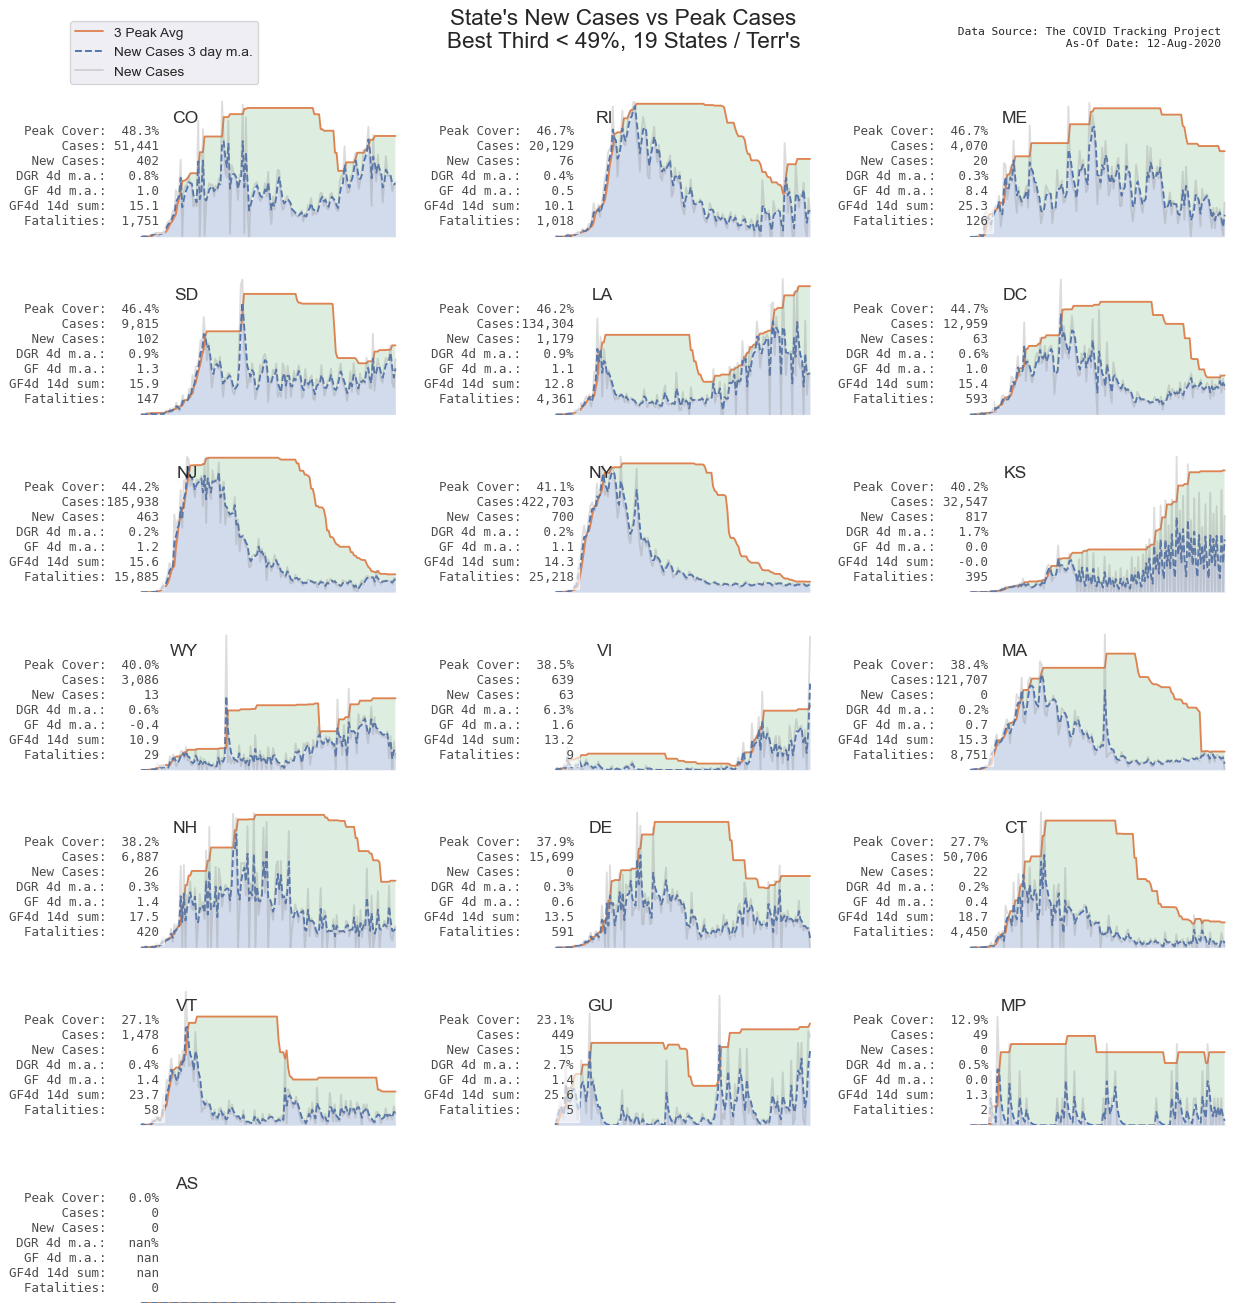 State's New Cases vs Peak Cases
Best Third < 49%, 19 States / Terr's
3 Peak Avg
New Cases 3 day m.a.
New Cases
Data Source: The COVID Tracking Project
As-Of Date: 12-Aug-2020
CO
Peak Cover: 48.3%
Cases: 51,441
New Cases: 402
DGR 4d m.a.: 0.8%
GF 4d m.a.: 1.0
GF4d 14d sum: 15.1
Fatalities: 1,751
RI
Peak Cover: 46.7%
Cases: 20,129
New Cases: 76
DGR 4d m.a.: 0.4%
GF 4d m.a.: 0.5
GF4d 14d sum: 10.1
Fatalities: 1,018
ME
Peak Cover: 46.7%
Cases: 4,070
New Cases: 20
DGR 4d m.a.: 0.3%
GF 4d m.a.: 8.4
GF4d 14d sum: 25.3
Fatalities: 126
SD
Peak Cover: 46.4%
Cases: 9,815
New Cases: 102
DGR 4d m.a.: 0.9%
GF 4d m.a.: 1.3
GF4d 14d sum: 15.9
Fatalities: 147
LA
Peak Cover: 46.2%
Cases:134,304
New Cases: 1,179
DGR 4d m.a.: 0.9%
GF 4d m.a.: 1.1
GF4d 14d sum: 12.8
Fatalities: 4,361
DC
Peak Cover: 44.7%
Cases: 12,959
New Cases: 63
DGR 4d m.a.: 0.6%
GF 4d m.a.: 1.0
GF4d 14d sum: 15.4
Fatalities: 593
NJ
Peak Cover: 44.2%
Cases:185,938
New Cases: 463
DGR 4d m.a.: 0.2%
GF 4d m.a.: 1.2
GF4d 14d sum: 15.6
Fatalities: 15,885
NY
Peak Cover: 41.1%
Cases:422,703
New Cases: 700
DGR 4d m.a.: 0.2%
GF 4d m.a.: 1.1
GF4d 14d sum: 14.3
Fatalities: 25,218
KS
Peak Cover: 40.2%
Cases: 32,547
New Cases: 817
DGR 4d m.a.: 1.7%
GF 4d m.a.: 0.0
GF4d 14d sum: -0.0
Fatalities: 395
WY
Peak Cover: 40.0%
Cases: 3,086
New Cases: 13
DGR 4d m.a.: 0.6%
GF 4d m.a.: -0.4
GF4d 14d sum: 10.9
Fatalities: 29
VI
Peak Cover: 38.5%
Cases: 639
New Cases: 63
DGR 4d m.a.: 6.3%
GF 4d m.a.: 1.6
GF4d 14d sum: 13.2
Fatalities: 9
MA
Peak Cover: 38.4%
Cases:121,707
New Cases: 0
DGR 4d m.a.: 0.2%
GF 4d m.a.: 0.7
GF4d 14d sum: 15.3
Fatalities: 8,751
NH
Peak Cover: 38.2%
Cases: 6,887
New Cases: 26
DGR 4d m.a.: 0.3%
GF 4d m.a.: 1.4
GF4d 14d sum: 17.5
Fatalities: 420
DE
Peak Cover: 37.9%
Cases: 15,699
New Cases: 0
DGR 4d m.a.: 0.3%
GF 4d m.a.: 0.6
GF4d 14d sum: 13.5
Fatalities: 591
CT
Peak Cover: 27.7%
Cases: 50,706
New Cases: 22
DGR 4d m.a.: 0.2%
GF 4d m.a.: 0.4
GF4d 14d sum: 18.7
Fatalities: 4,450
VT
Peak Cover: 27.1%
Cases: 1,478
New Cases: 6
DGR 4d m.a.: 0.4%
GF 4d m.a.: 1.4
GF4d 14d sum: 23.7
Fatalities: 58
GU
Peak Cover: 23.1%
Cases: 449
New Cases: 15
DGR 4d m.a.: 2.7%
GF 4d m.a.: 1.4
GF4d 14d sum: 25.6
Fatalities: 5
MP
Peak Cover: 12.9%
Cases: 49
New Cases: 0
DGR 4d m.a.: 0.5%
GF 4d m.a.: 0.0
GF4d 14d sum: 1.3
Fatalities: 2
AS
Peak Cover: 0.0%
Cases: 0
New Cases: 0
DGR 4d m.a.: nan%
GF 4d m.a.: nan
GF4d 14d sum: nan
Fatalities: 0